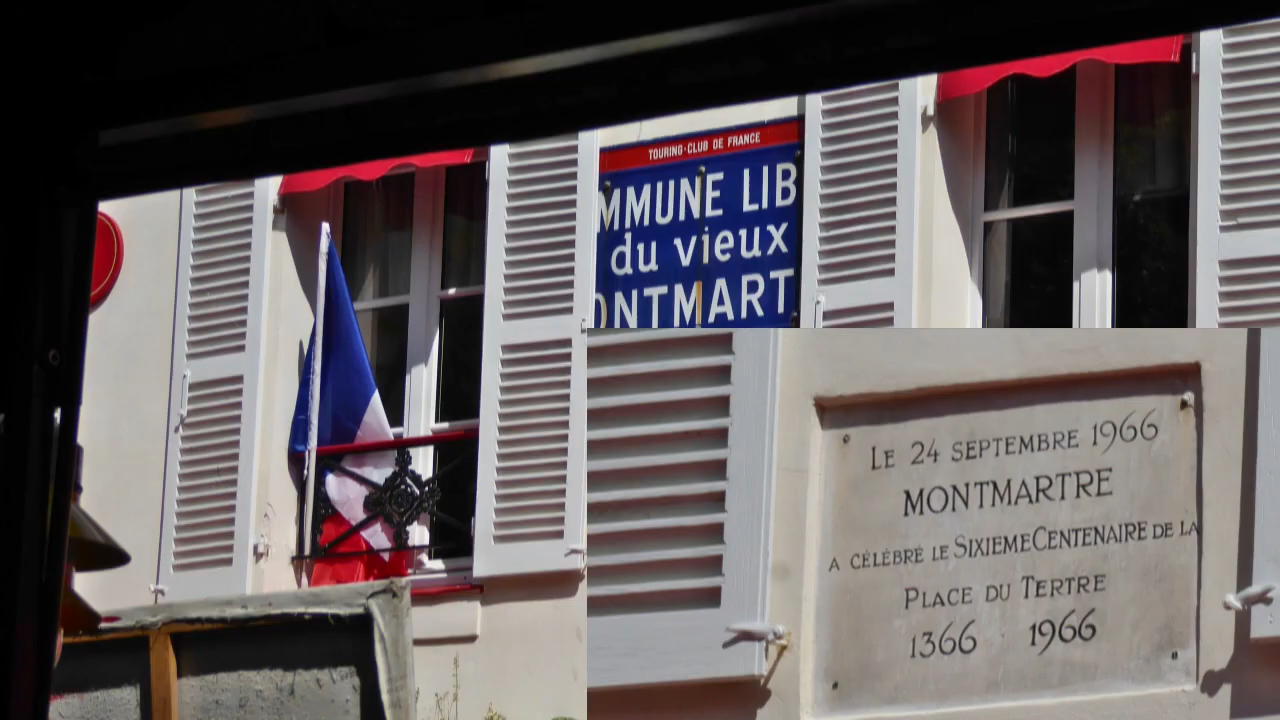 TOURING-CLUB DE FRANCE
MMUNE LIB
du vieux
ONTMART
LE 24 SEPTEMBRE 1966
MONTMARTRE
A CÉLÉBRÉ LE SIXIEME CENTENAIRE DE LA
PLACE DU TERTRE
1366 1966